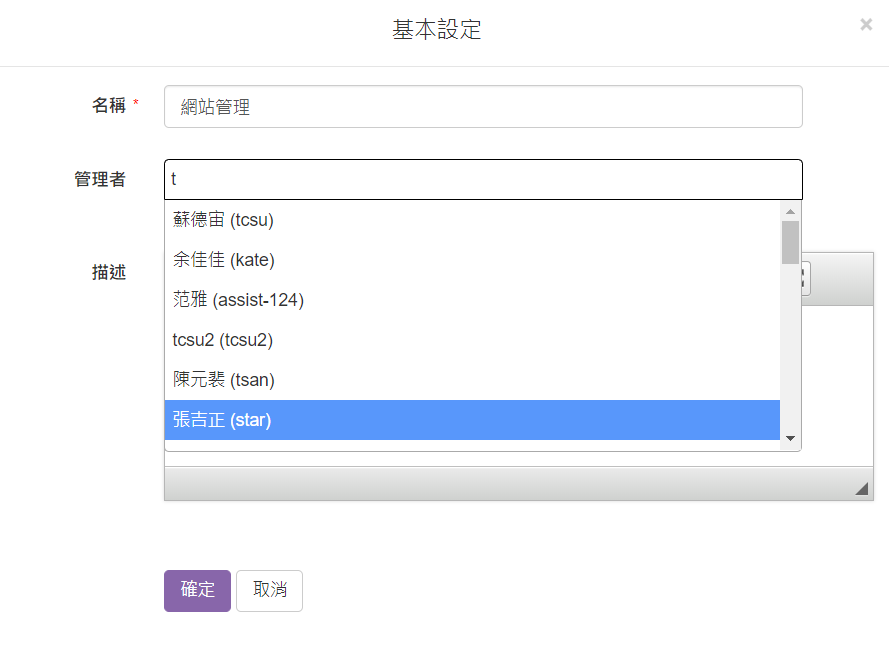 基本設定
×
名稱 *
網站管理
管理者
t
蘇德宙 (tcsu)
余佳佳 (kate)
范雅 (assist-124)
tcsu2 (tcsu2)
陳元裴 (tsan)
張吉正 (star)
描述
確定
取消